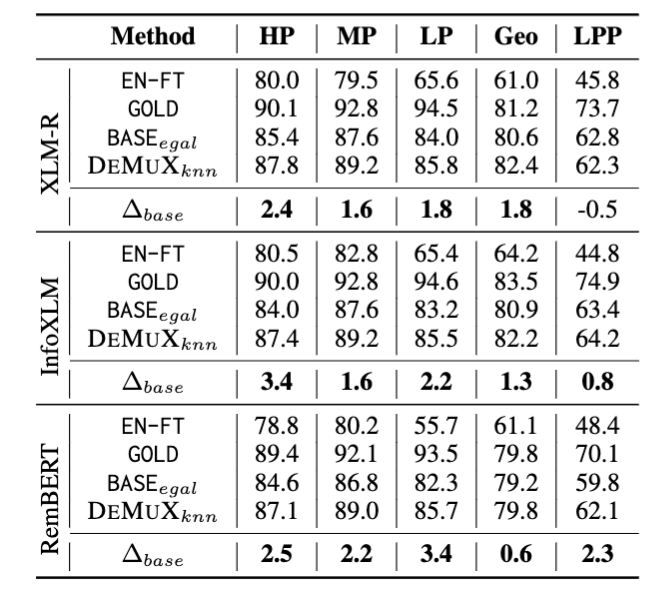 Method HP MP LP Geo LPP
XLM-R
EN-FT 80.0 79.5 65.6 61.0 45.8
GOLD 90.1 92.8 94.5 81.2 73.7
BASEegal 85.4 87.6 84.0 80.6 62.8
DEMUXknn 87.8 89.2 85.8 82.4 62.3
Δbase 2.4 1.6 1.8 1.8 -0.5
InfoXLM
EN-FT 80.5 82.8 65.4 64.2 44.8
GOLD 90.0 92.8 94.6 83.5 74.9
BASEegal 84.0 87.6 83.2 80.9 63.4
DEMUXknn 87.4 89.2 85.5 82.2 64.2
Δbase 3.4 1.6 2.2 1.3 0.8
RemBERT
EN-FT 78.8 80.2 55.7 61.1 48.4
GOLD 89.4 92.1 93.5 79.8 70.1
BASEegal 84.6 86.8 82.3 79.2 59.8
DEMUXknn 87.1 89.0 85.7 79.8 62.1
Δbase 2.5 2.2 3.4 0.6 2.3